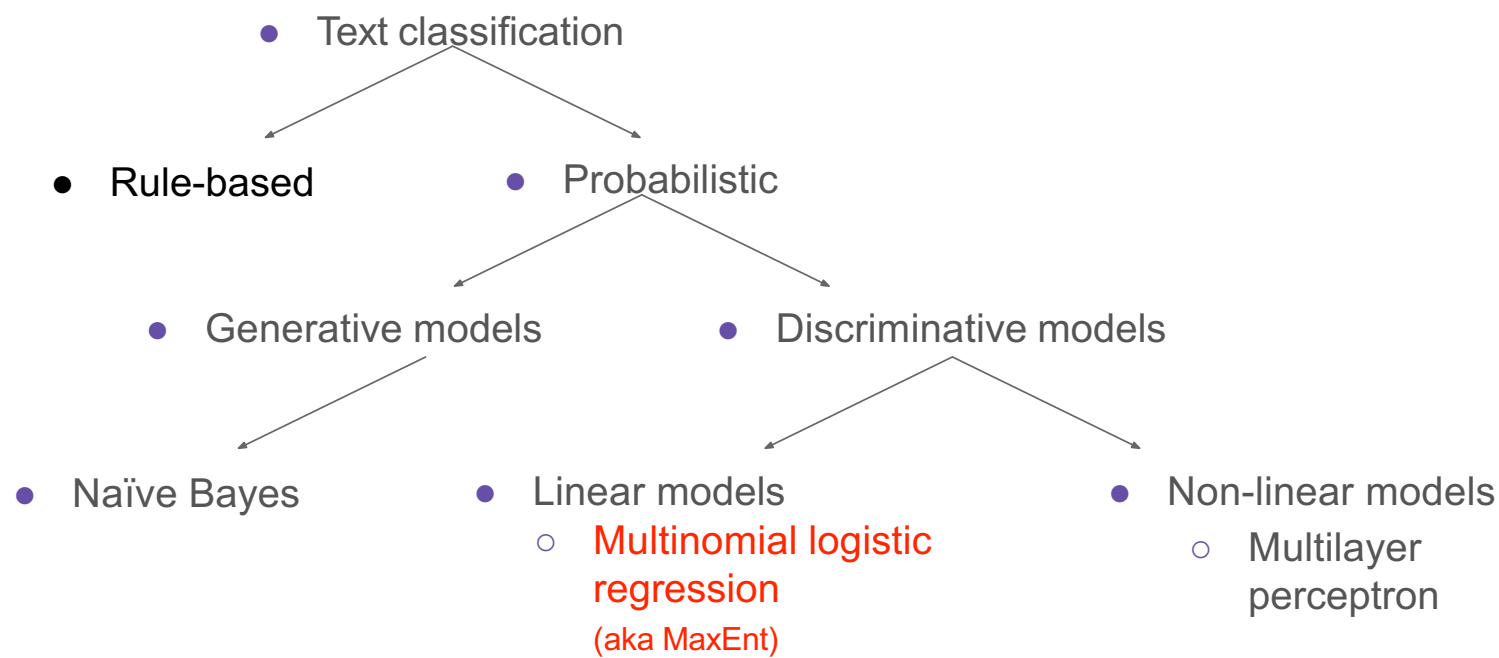 Text classification
Rule-based
Probabilistic
Generative models
Discriminative models
Naïve Bayes
Linear models
Multinomial logistic
regression
(aka MaxEnt)
Non-linear models
Multilayer
perceptron